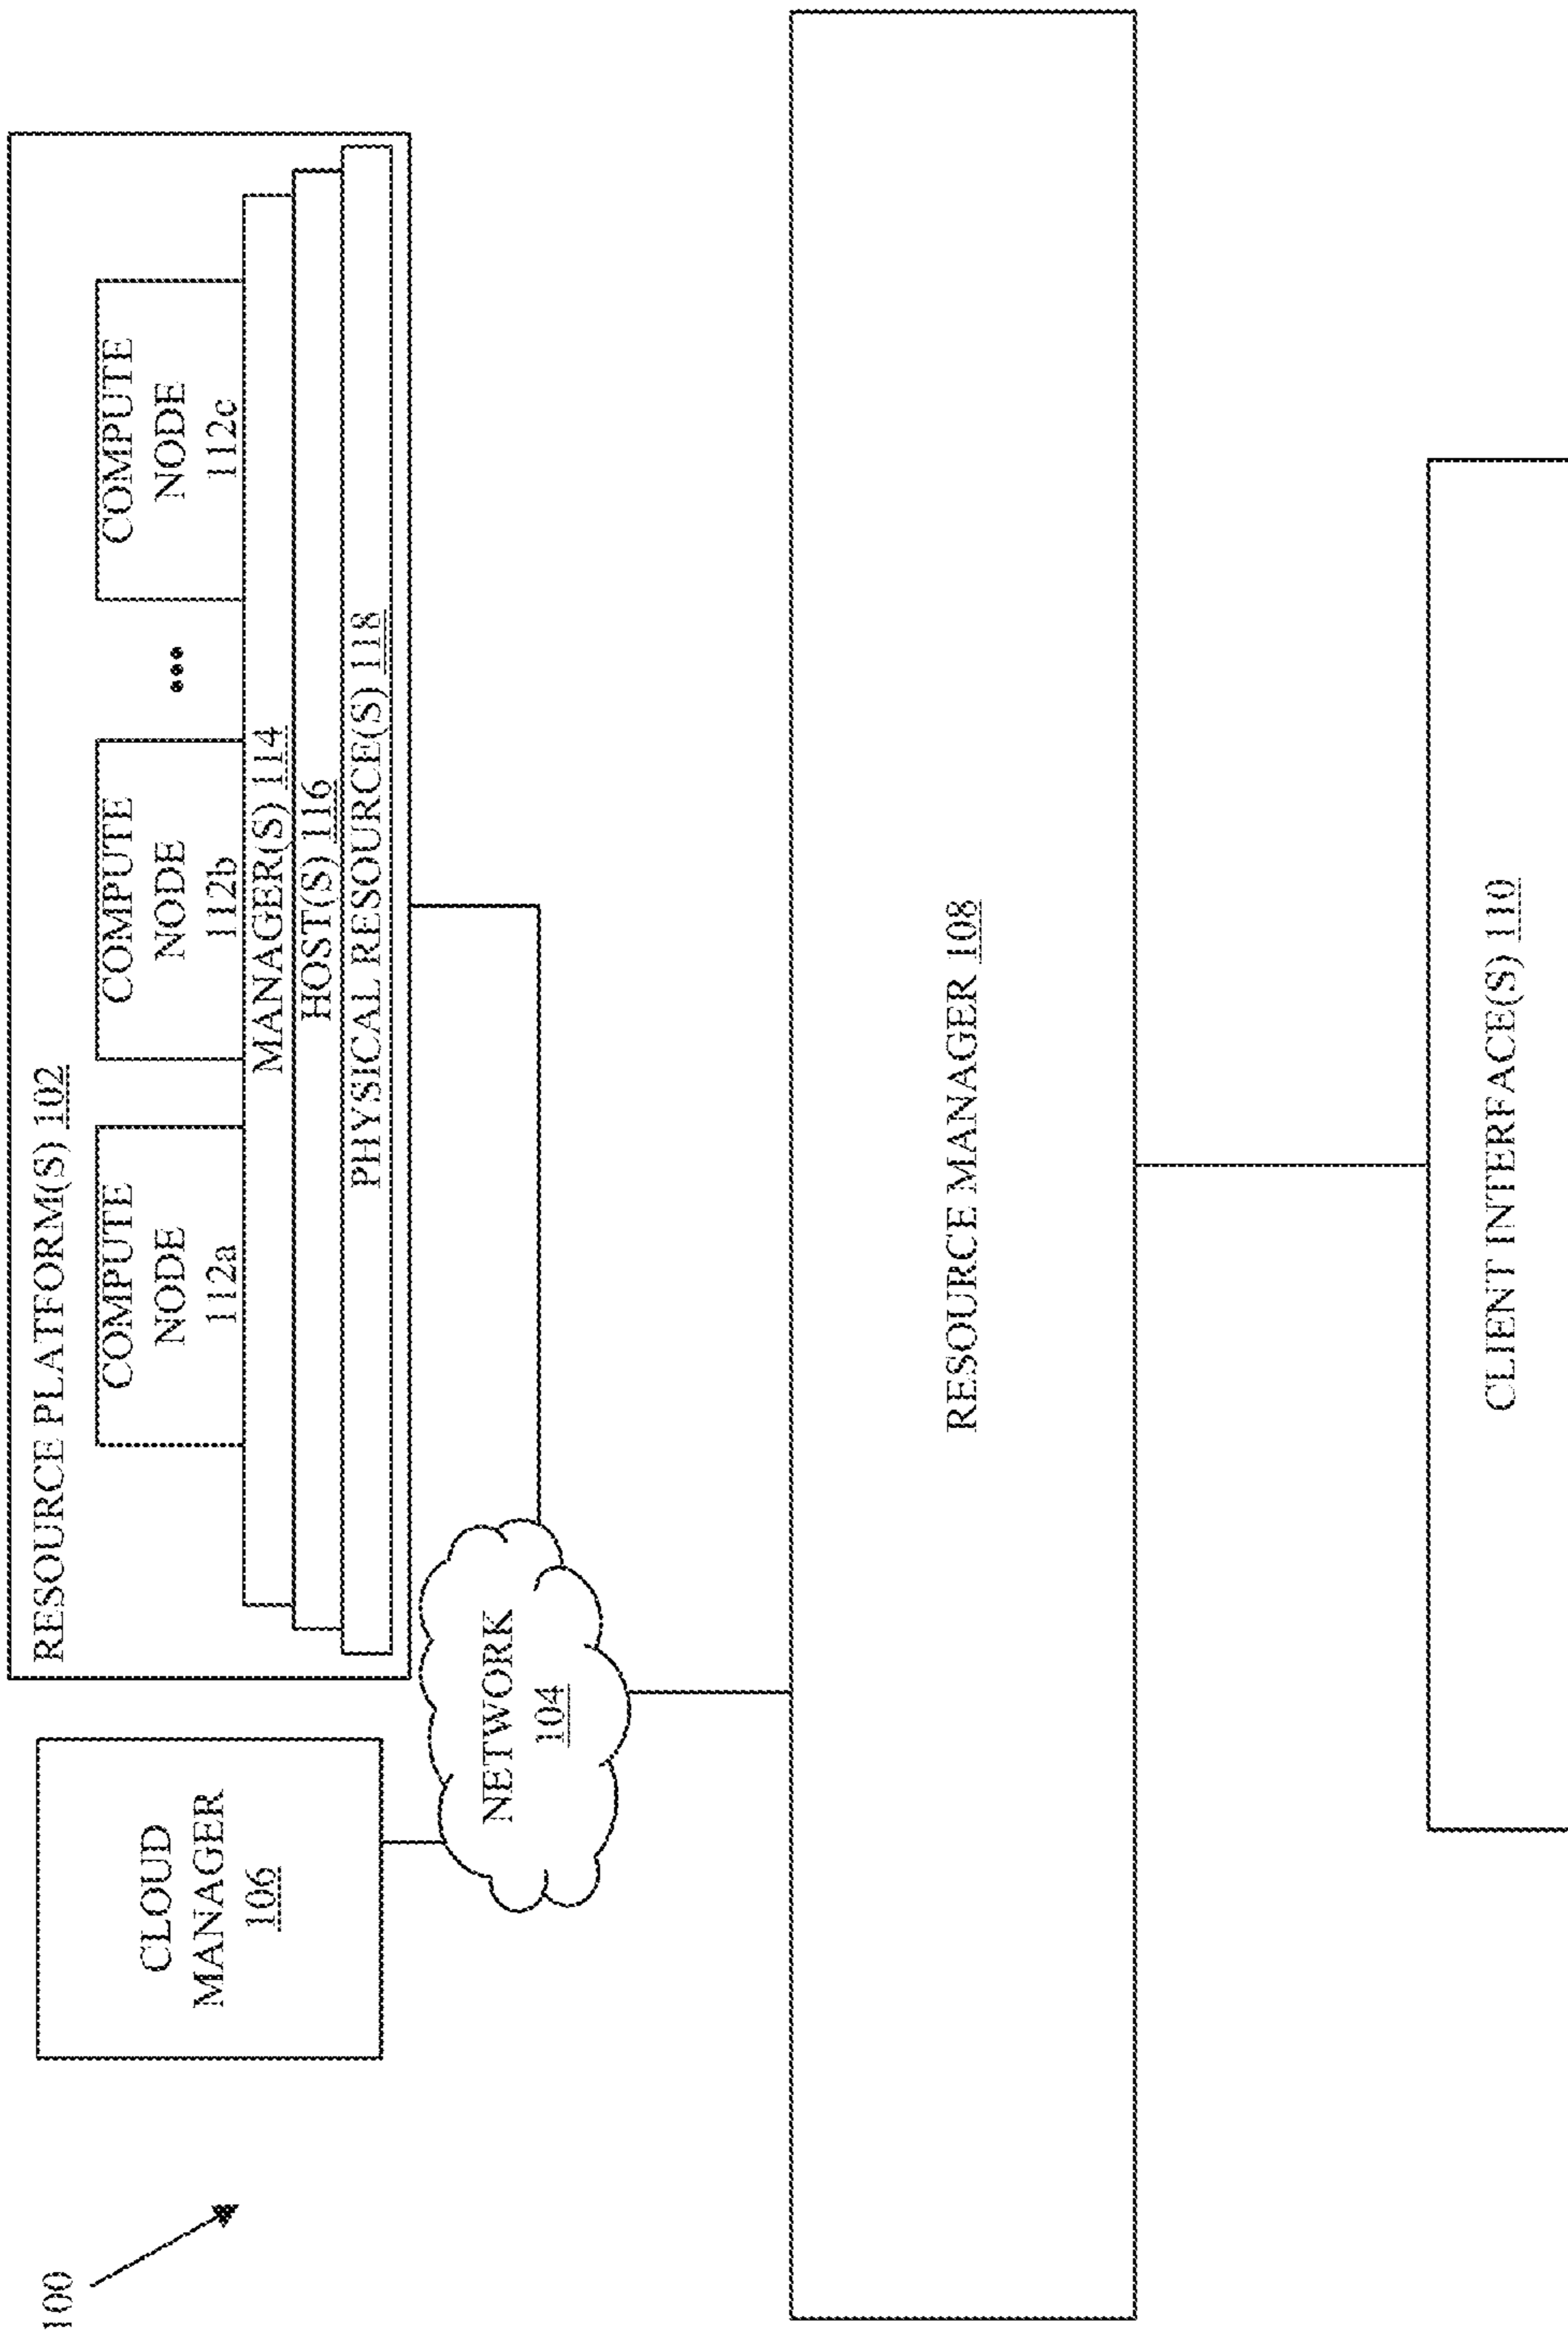 100
CLOUD
MANAGER
106
RESOURCE PLATFORM(S) 102
COMPUTE
NODE
112a
COMPUTE
NODE
112b
...
COMPUTE
NODE
112c
MANAGER(S) 114
HOST(S) 116
PHYSICAL RESOURCE(S) 118
NETWORK
104
RESOURCE MANAGER 108
CLIENT INTERFACE(S) 110